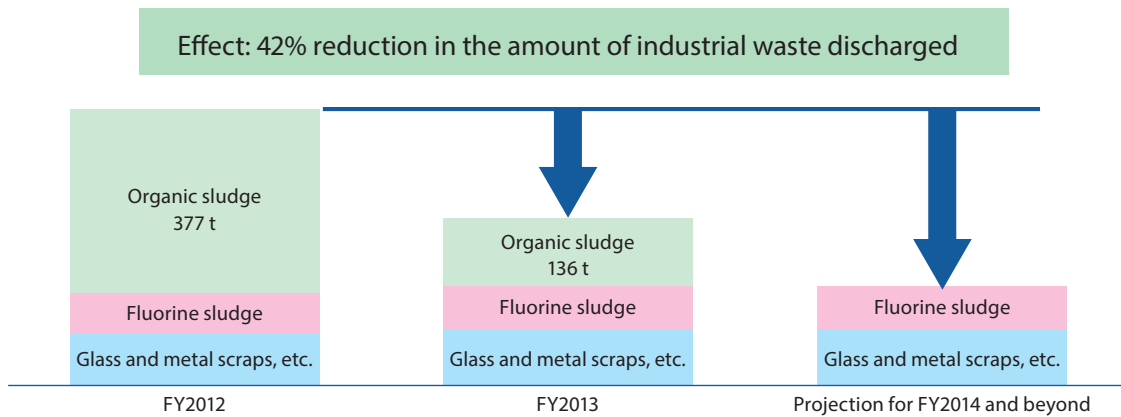 Effect: 42% reduction in the amount of industrial waste discharged
Organic sludge
377 t
Fluorine sludge
Glass and metal scraps, etc.
FY2012
Organic sludge
136 t
Fluorine sludge
Glass and metal scraps, etc.
FY2013
Fluorine sludge
Glass and metal scraps, etc.
Projection for FY2014 and beyond